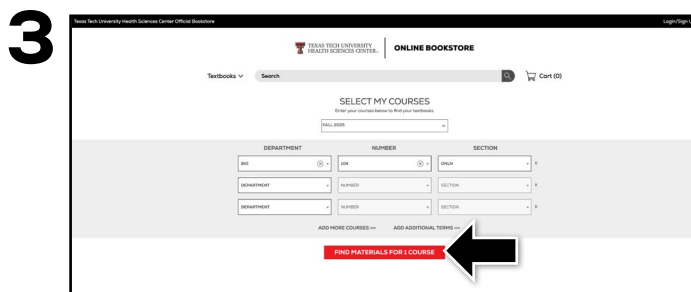 3
Texas Tech University Health Sciences Center Official Bookstore
Login/Sign U
TEXAS TECH UNIVERSITY
HEALTH SCIENCES CENTER
ONLINE BOOKSTORE
Textbooks
Search
Cart (0)
SELECT MY COURSES
Enter your courses below to find your textbooks.
FALL 2025
DEPARTMENT NUMBER SECTION
BIO 104 ONLN x
DEPARTMENT NUMBER SECTION x
DEPARTMENT NUMBER SECTION x
ADD MORE COURSES >> ADD ADDITIONAL TERMS >>
FIND MATERIALS FOR 1 COURSE